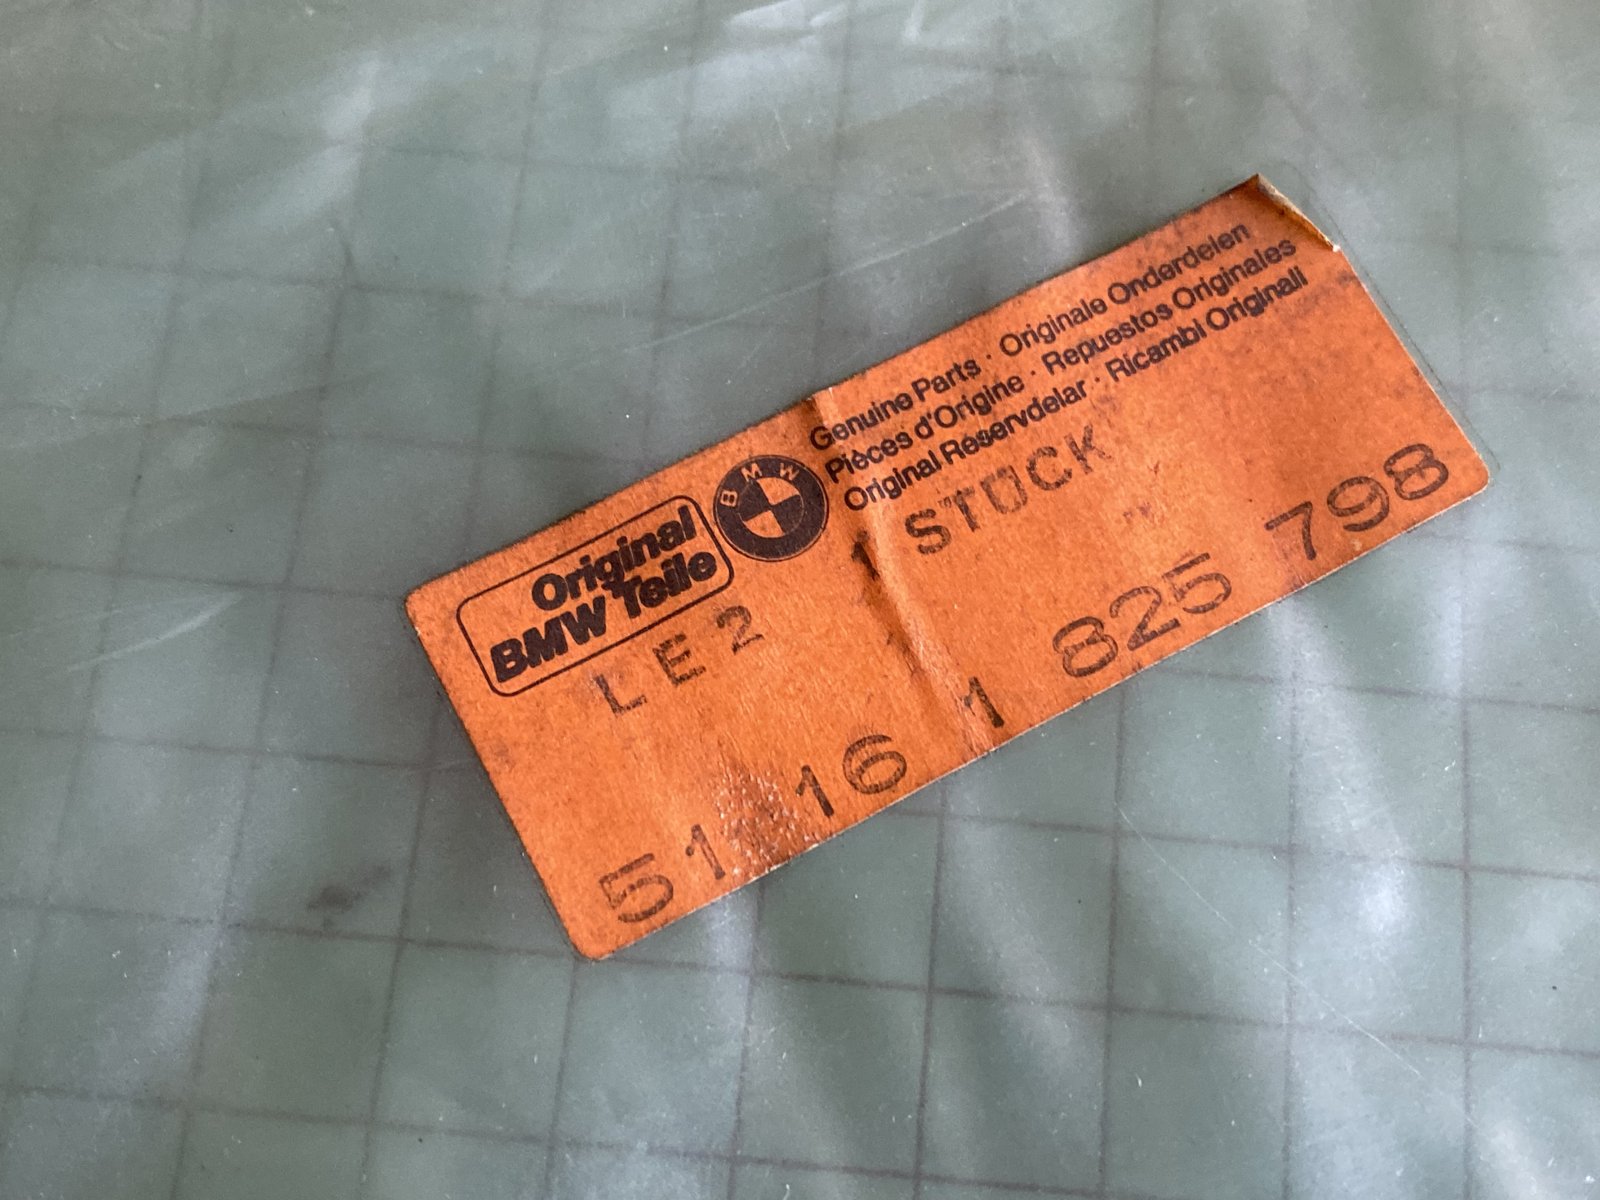 Original
BMW Teile
BMW
Genuine Parts · Originale Onderdelen
Pièces d'Origine · Repuestos Originales
Original Reservdelar · Ricambi Originali
LE2 1 STÜCK
51 16 1 825 798